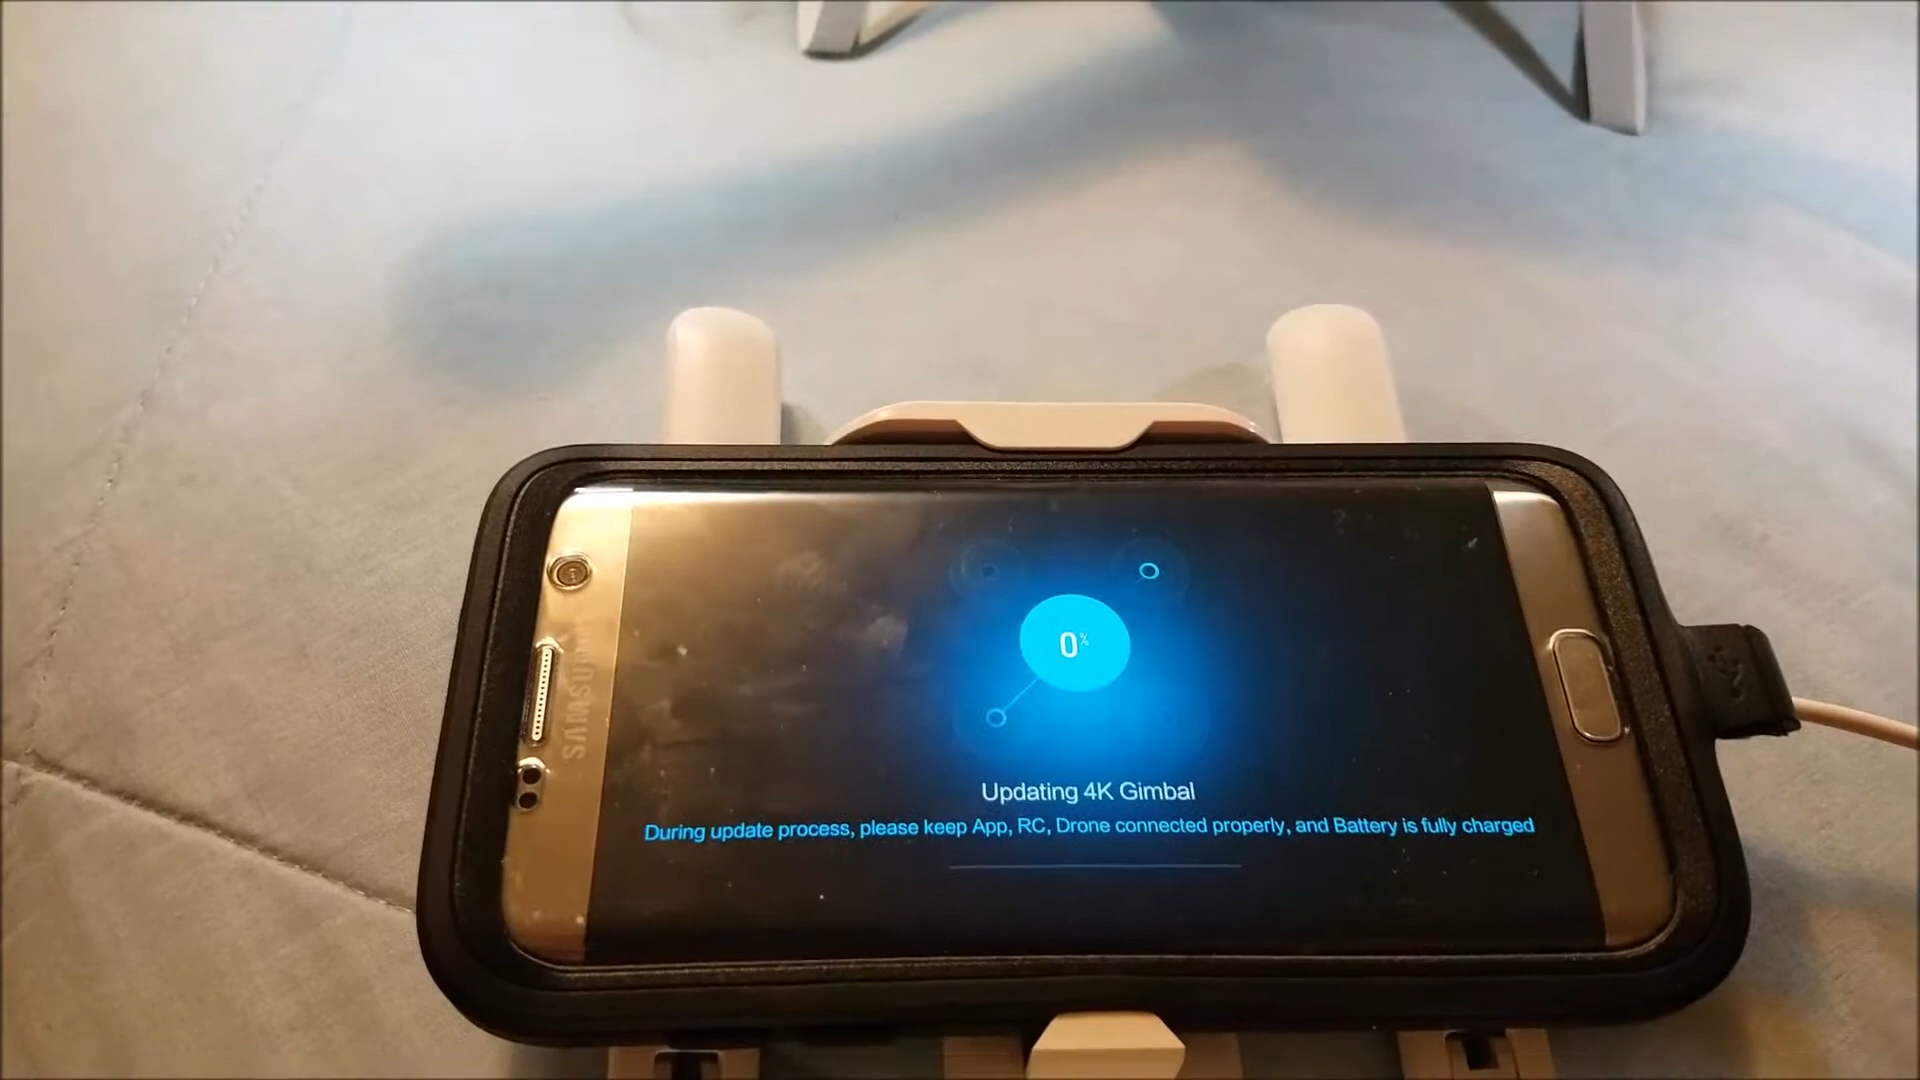 SAMSUNG
0%
Updating 4K Gimbal
During update process, please keep App, RC, Drone connected properly, and Battery is fully charged